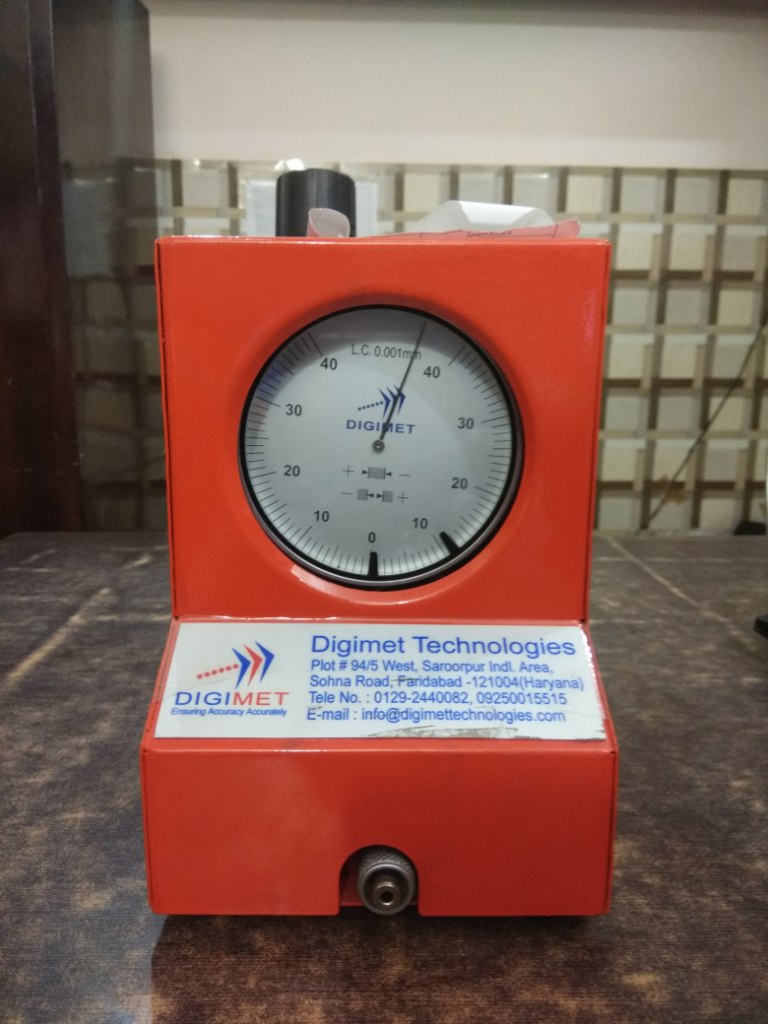 L.C. 0.001mm
40 40
30 30
DIGIMET
20 + - 20
- +
10 10
0
DIGIMET
Ensuring Accuracy Accurately
Digimet Technologies
Plot # 94/5 West, Saroorpur Indl. Area,
Sohna Road, Faridabad -121004(Haryana)
Tele No. : 0129-2440082, 09250015515
E-mail : info@digimettechnologies.com